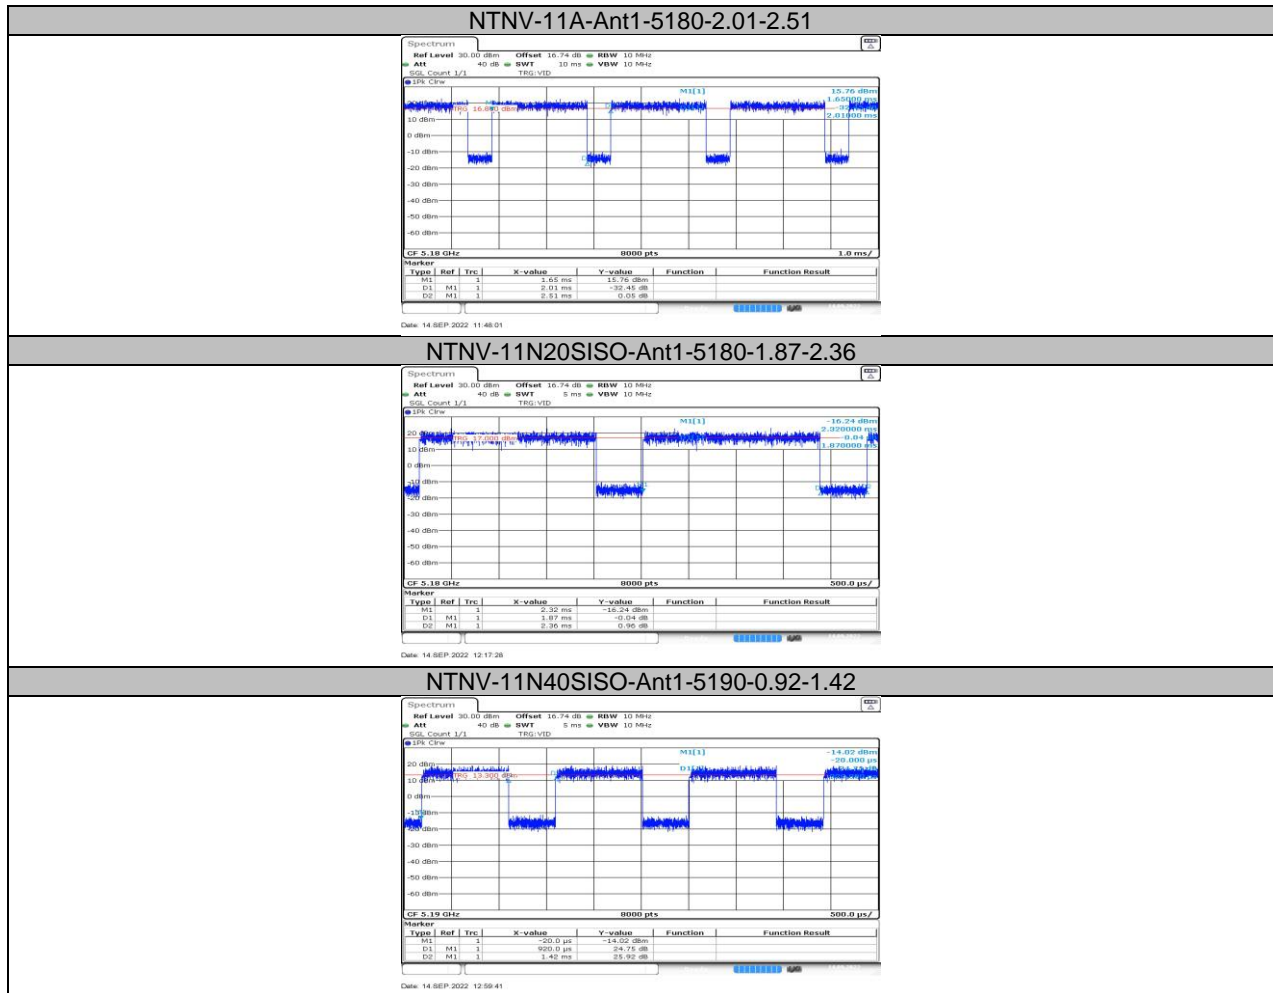 NTNV-11A-Ant1-5180-2.01-2.51
Spectrum
Ref Level 30.00 dBm Offset 16.74 dB RBW 10 MHz
Att 40 dB SWT 10 ms VBW 10 MHz
SGL Count 1/1 TRG:VID
1Pk Clrw
M1[1] 15.76 dBm
1.65000 ms
2.01000 ms
TRG
10 dBm
0 dBm
-10 dBm
-20 dBm
-30 dBm
-40 dBm
-50 dBm
-60 dBm
CF 5.18 GHz 8000 pts 1.0 ms/
Marker
Type Ref Trc X-value Y-value Function Function Result
M1 1 1.65 ms 15.76 dBm
D1 M1 1 2.01 ms -32.45 dB
D2 M1 1 2.51 ms 0.05 dB
Date: 14.SEP.2022 11:48:01
NTNV-11N20SISO-Ant1-5180-1.87-2.36
Spectrum
Ref Level 30.00 dBm Offset 16.74 dB RBW 10 MHz
Att 40 dB SWT 5 ms VBW 10 MHz
SGL Count 1/1 TRG:VID
1Pk Clrw
M1[1] -16.24 dBm
2.320000 ms
-0.04
1.870000 ms
20 dBm
TRG 17.000 dBm
10 dBm
0 dBm
-20 dBm
-30 dBm
-40 dBm
-50 dBm
-60 dBm
CF 5.18 GHz 8000 pts 500.0 µs/
Marker
Type Ref Trc X-value Y-value Function Function Result
M1 1 2.32 ms -16.24 dBm
D1 M1 1 1.87 ms -0.04 dB
D2 M1 1 2.36 ms 0.96 dB
Date: 14.SEP.2022 12:17:28
NTNV-11N40SISO-Ant1-5190-0.92-1.42
Spectrum
Ref Level 30.00 dBm Offset 16.74 dB RBW 10 MHz
Att 40 dB SWT 5 ms VBW 10 MHz
SGL Count 1/1 TRG:VID
1Pk Clrw
M1[1] -14.02 dBm
-20.000 µs
20 dBm
TRG 13.300 dBm
10 dBm
0 dBm
-30 dBm
-40 dBm
-50 dBm
-60 dBm
CF 5.19 GHz 8000 pts 500.0 µs/
Marker
Type Ref Trc X-value Y-value Function Function Result
M1 1 -20.0 µs -14.02 dBm
D1 M1 1 920.0 µs 24.75 dB
D2 M1 1 1.42 ms 25.92 dB
Date: 14.SEP.2022 12:59:41